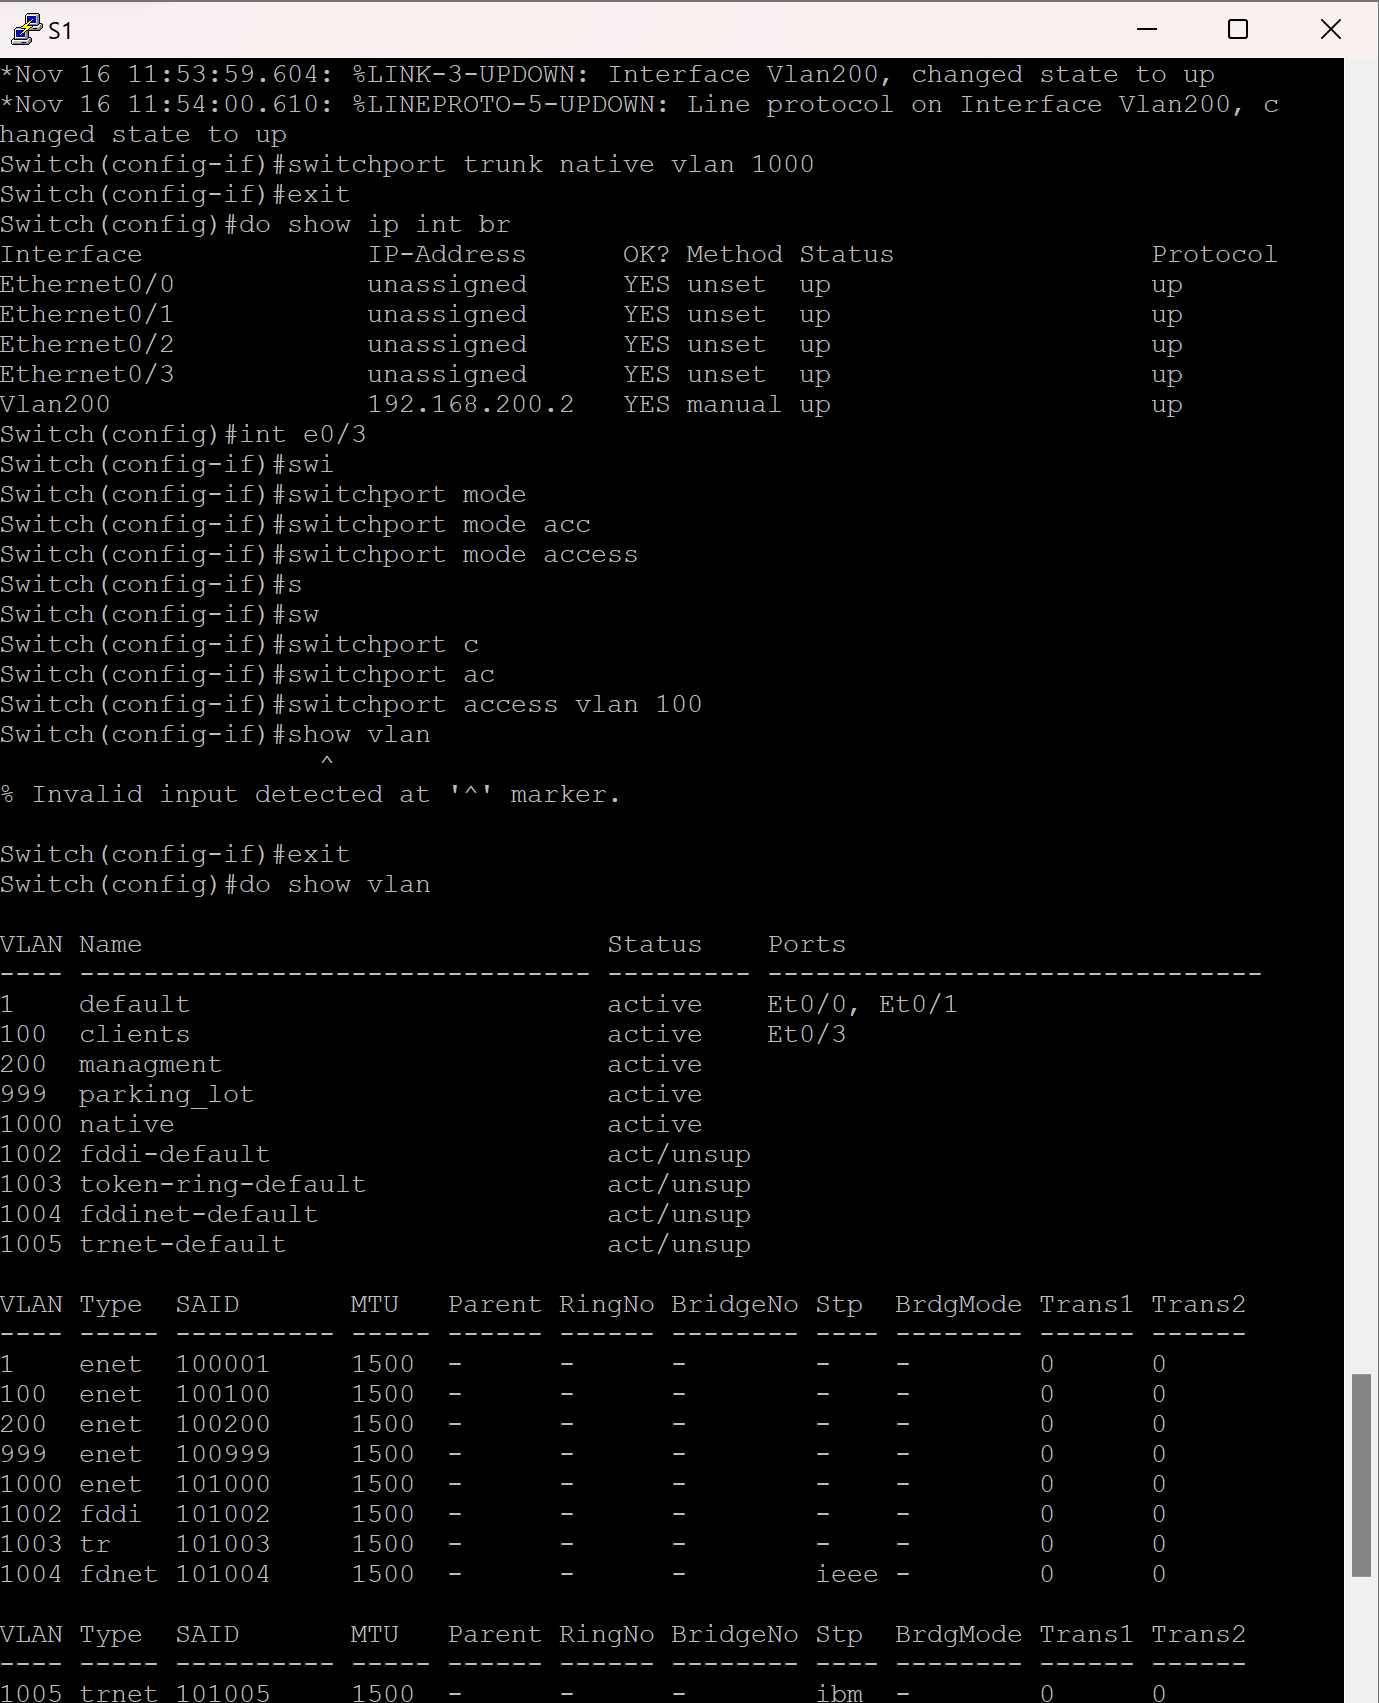 S1
*Nov 16 11:53:59.604: %LINK-3-UPDOWN: Interface Vlan200, changed state to up
*Nov 16 11:54:00.610: %LINEPROTO-5-UPDOWN: Line protocol on Interface Vlan200, c
hanged state to up
Switch(config-if)#switchport trunk native vlan 1000
Switch(config-if)#exit
Switch(config)#do show ip int br
Interface              IP-Address      OK? Method Status                Protocol
Ethernet0/0            unassigned      YES unset  up                    up
Ethernet0/1            unassigned      YES unset  up                    up
Ethernet0/2            unassigned      YES unset  up                    up
Ethernet0/3            unassigned      YES unset  up                    up
Vlan200                192.168.200.2   YES manual up                    up
Switch(config)#int e0/3
Switch(config-if)#swi
Switch(config-if)#switchport mode
Switch(config-if)#switchport mode acc
Switch(config-if)#switchport mode access
Switch(config-if)#s
Switch(config-if)#sw
Switch(config-if)#switchport c
Switch(config-if)#switchport ac
Switch(config-if)#switchport access vlan 100
Switch(config-if)#show vlan
                    ^
% Invalid input detected at '^' marker.
Switch(config-if)#exit
Switch(config)#do show vlan
VLAN Name                             Status    Ports
---- -------------------------------- --------- -------------------------------
1    default                          active    Et0/0, Et0/1
100  clients                          active    Et0/3
200  managment                        active
999  parking_lot                      active
1000 native                           active
1002 fddi-default                     act/unsup
1003 token-ring-default               act/unsup
1004 fddinet-default                  act/unsup
1005 trnet-default                    act/unsup
VLAN Type  SAID       MTU   Parent RingNo BridgeNo Stp  BrdgMode Trans1 Trans2
---- ----- ---------- ----- ------ ------ -------- ---- -------- ------ ------
1    enet  100001     1500  -      -      -        -    -        0      0
100  enet  100100     1500  -      -      -        -    -        0      0
200  enet  100200     1500  -      -      -        -    -        0      0
999  enet  100999     1500  -      -      -        -    -        0      0
1000 enet  101000     1500  -      -      -        -    -        0      0
1002 fddi  101002     1500  -      -      -        -    -        0      0
1003 tr    101003     1500  -      -      -        -    -        0      0
1004 fdnet 101004     1500  -      -      -        ieee -        0      0
VLAN Type  SAID       MTU   Parent RingNo BridgeNo Stp  BrdgMode Trans1 Trans2
---- ----- ---------- ----- ------ ------ -------- ---- -------- ------ ------
1005 trnet 101005     1500  -      -      -        ibm  -        0      0